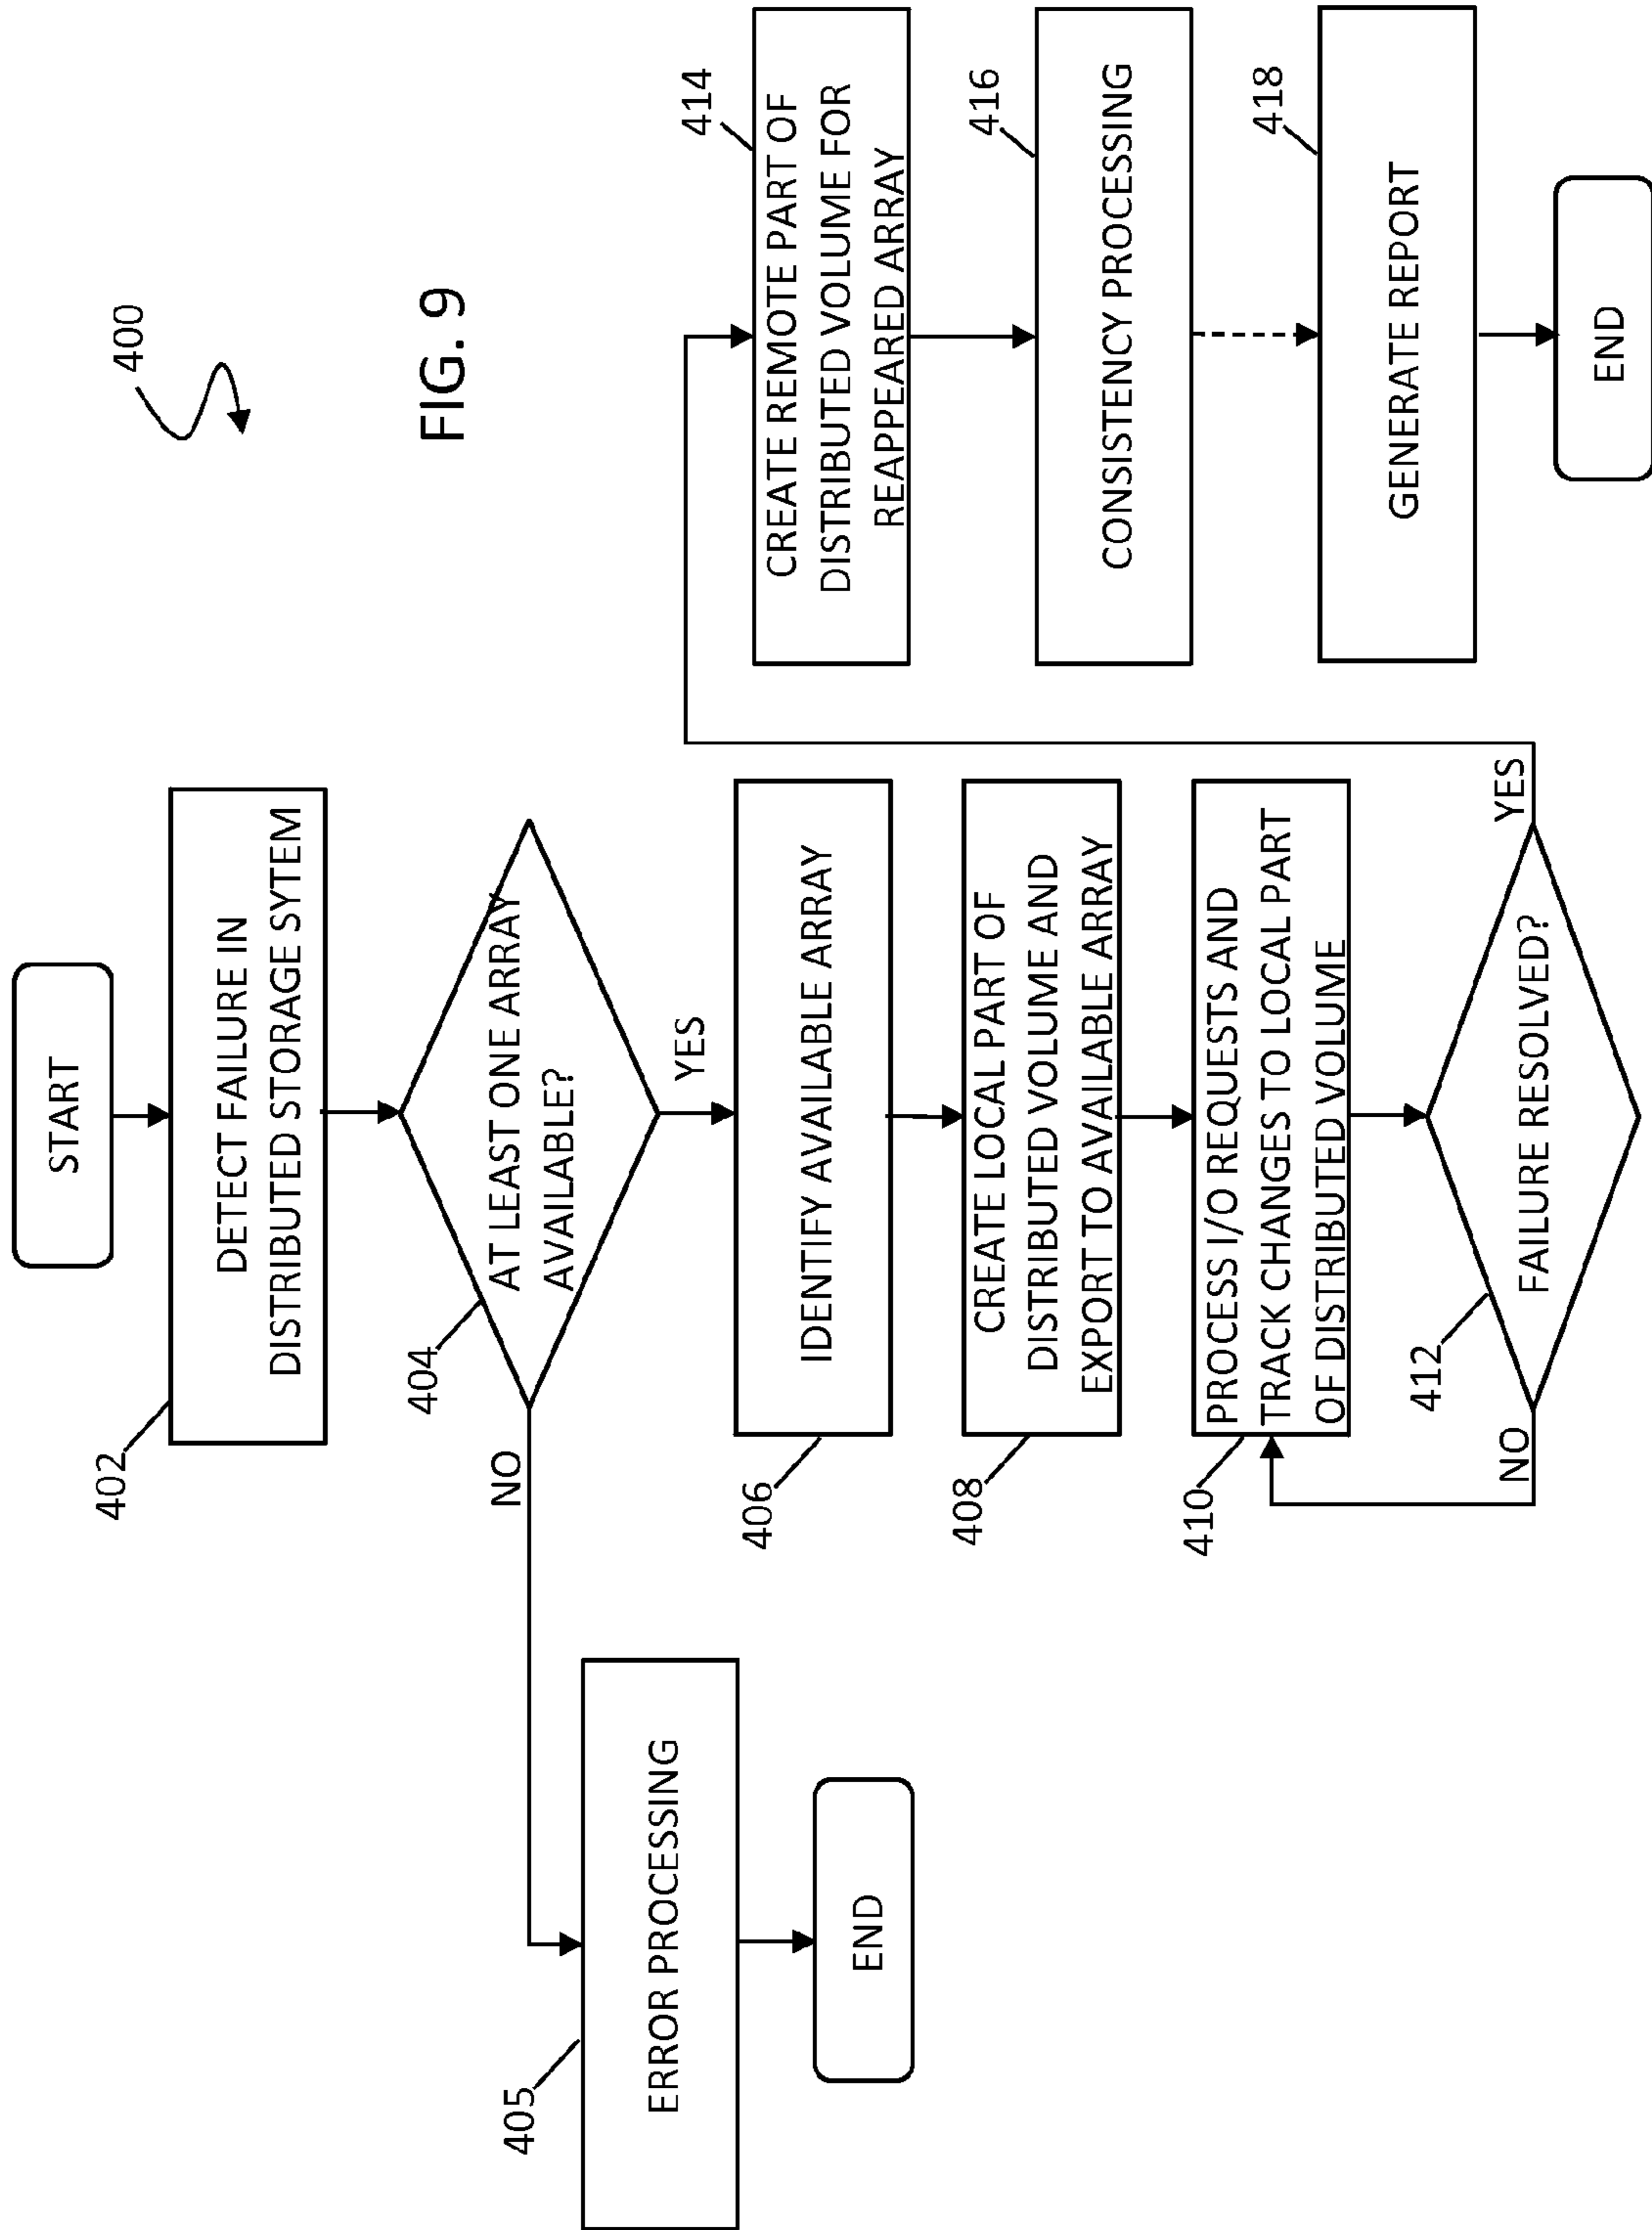 400
FIG. 9
START
402
DETECT FAILURE IN
DISTRIBUTED STORAGE SYTEM
404
AT LEAST ONE ARRAY
AVAILABLE?
NO
YES
405
ERROR PROCESSING
END
406
IDENTIFY AVAILABLE ARRAY
408
CREATE LOCAL PART OF
DISTRIBUTED VOLUME AND
EXPORT TO AVAILABLE ARRAY
410
PROCESS I/O REQUESTS AND
TRACK CHANGES TO LOCAL PART
OF DISTRIBUTED VOLUME
412
FAILURE RESOLVED?
NO
YES
414
CREATE REMOTE PART OF
DISTRIBUTED VOLUME FOR
REAPPEARED ARRAY
416
CONSISTENCY PROCESSING
418
GENERATE REPORT
END